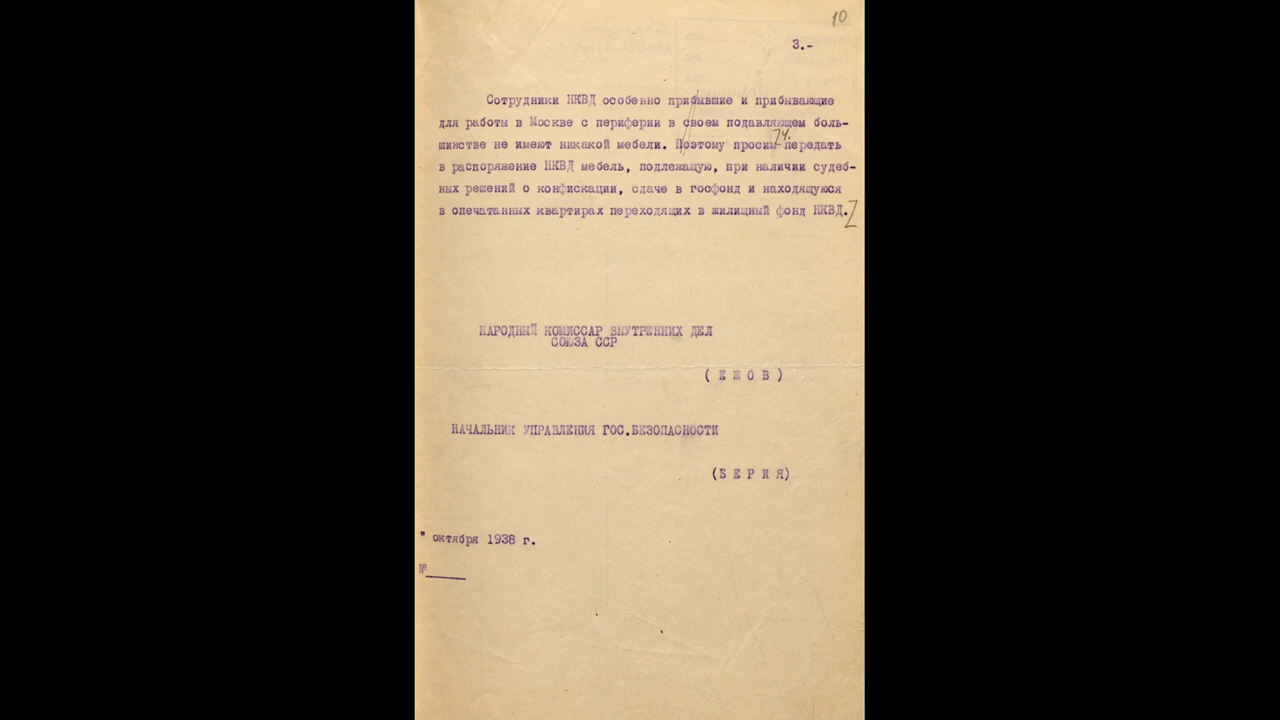 10
3.-
Сотрудники НКВД особенно прибывшие и прибывающие
для работы в Москве с периферии в своем подавляющем боль-
шинстве не имеют никакой мебели. Поэтому просим передать
в распоряжение НКВД мебель, подлежащую, при наличии судеб-
ных решений о конфискации, сдаче в госфонд и находящуюся
в опечатанных квартирах переходящих в жилищный фонд НКВД.
НАРОДНЫЙ КОМИССАР ВНУТРЕННИХ ДЕЛ
СОЮЗА ССР
( Е Ж О В )
НАЧАЛЬНИК УПРАВЛЕНИЯ ГОС.БЕЗОПАСНОСТИ
(Б Е Р И Я)
" октября 1938 г.
№